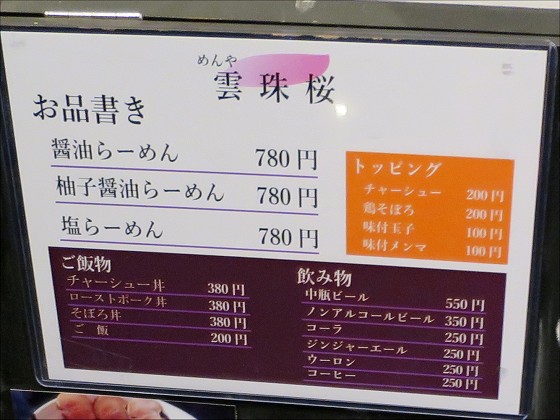 めんや
雲珠桜
お品書き
醤油らーめん 780円
柚子醤油らーめん 780円
塩らーめん 780円
トッピング
チャーシュー 200円
鶏そぼろ 200円
味付玉子 100円
味付メンマ 100円
ご飯物
チャーシュー丼 380円
ローストポーク丼 380円
そぼろ丼 380円
ご飯 200円
飲み物
中瓶ビール 550円
ノンアルコールビール 350円
コーラ 250円
ジンジャーエール 250円
ウーロン 250円
コーヒー 250円